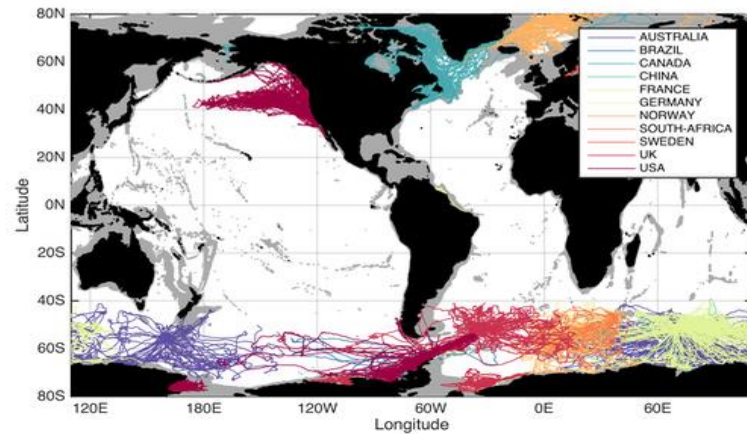 80N
60N
40N
20N
0N
20S
40S
60S
80S
Latitude
AUSTRALIA
BRAZIL
CANADA
CHINA
FRANCE
GERMANY
NORWAY
SOUTH-AFRICA
SWEDEN
UK
USA
120E
180E
120W
60W
0E
60E
Longitude